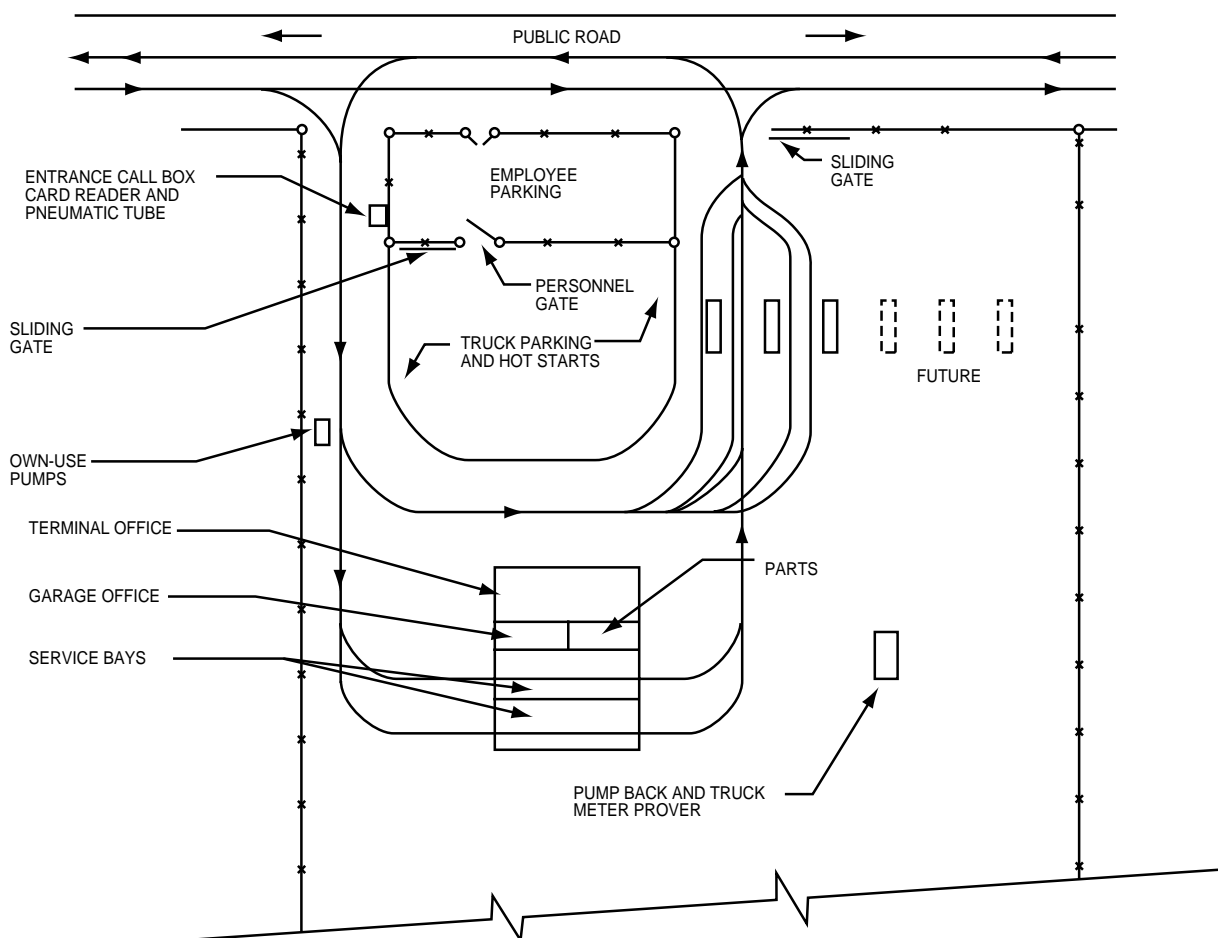 PUBLIC ROAD
ENTRANCE CALL BOX
CARD READER AND
PNEUMATIC TUBE
EMPLOYEE
PARKING
SLIDING
GATE
PERSONNEL
GATE
SLIDING
GATE
TRUCK PARKING
AND HOT STARTS
FUTURE
OWN-USE
PUMPS
TERMINAL OFFICE
PARTS
GARAGE OFFICE
SERVICE BAYS
PUMP BACK AND TRUCK
METER PROVER